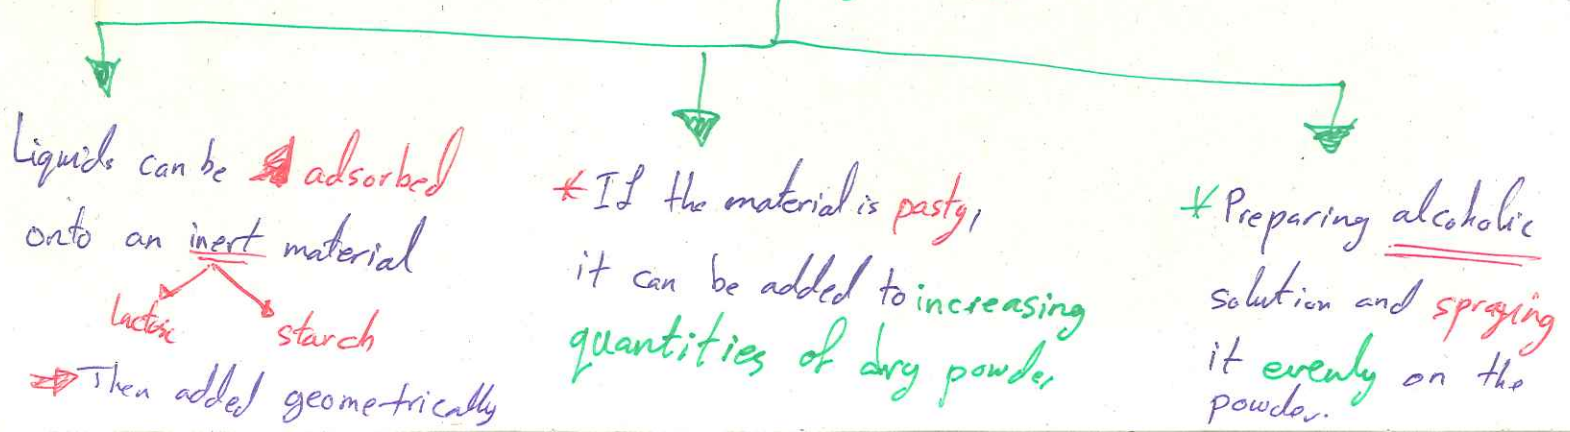 Liquids can be adsorbed
onto an inert material
lactose
starch
Then added geometrically
* If the material is pasty,
it can be added to increasing
quantities of dry powder
* Preparing alcoholic
solution and spraying
it evenly on the
powder.